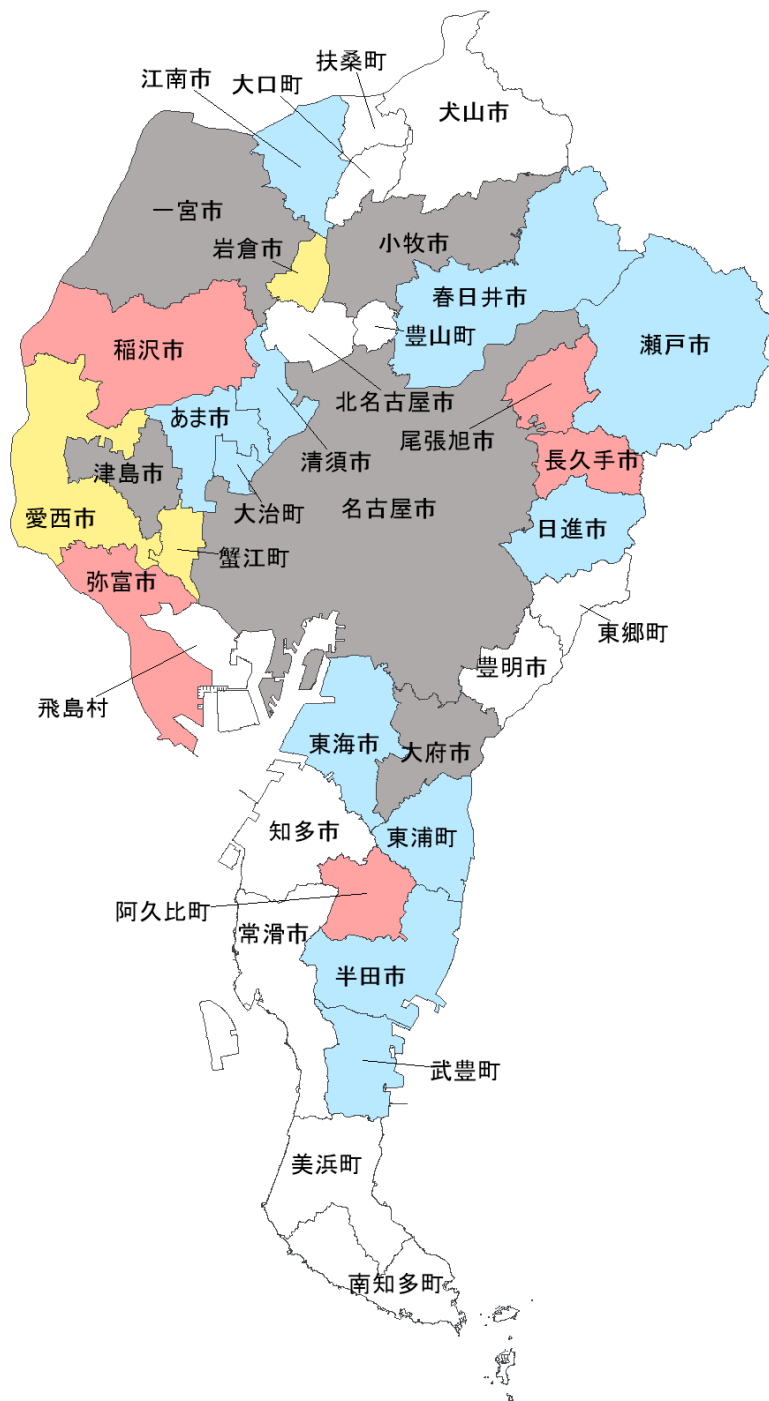 扶桑町
江南市
大口町
犬山市
一宮市
岩倉市
小牧市
春日井市
豊山町
瀬戸市
稲沢市
北名古屋市
あま市
尾張旭市
清須市
長久手市
津島市
大治町
名古屋市
愛西市
日進市
蟹江町
弥富市
東郷町
豊明市
飛島村
東海市
大府市
知多市
東浦町
阿久比町
常滑市
半田市
武豊町
美浜町
南知多町